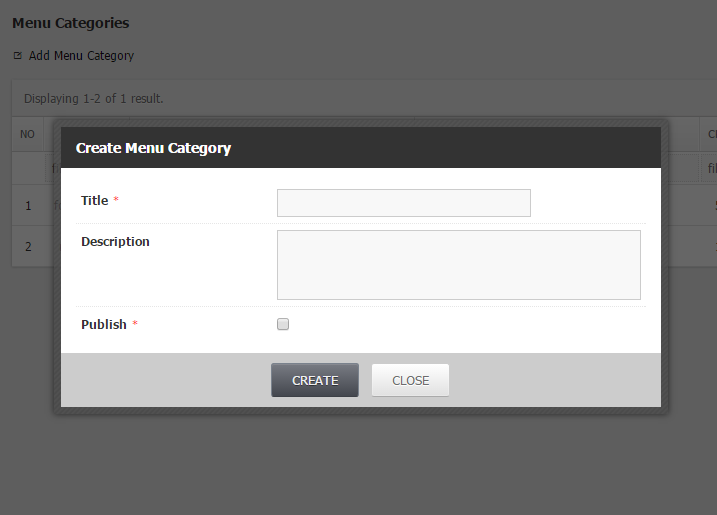 Menu Categories
Add Menu Category
Displaying 1-2 of 1 result.
NO
Create Menu Category
Title *
1
Description
2
Publish *
CREATE CLOSE